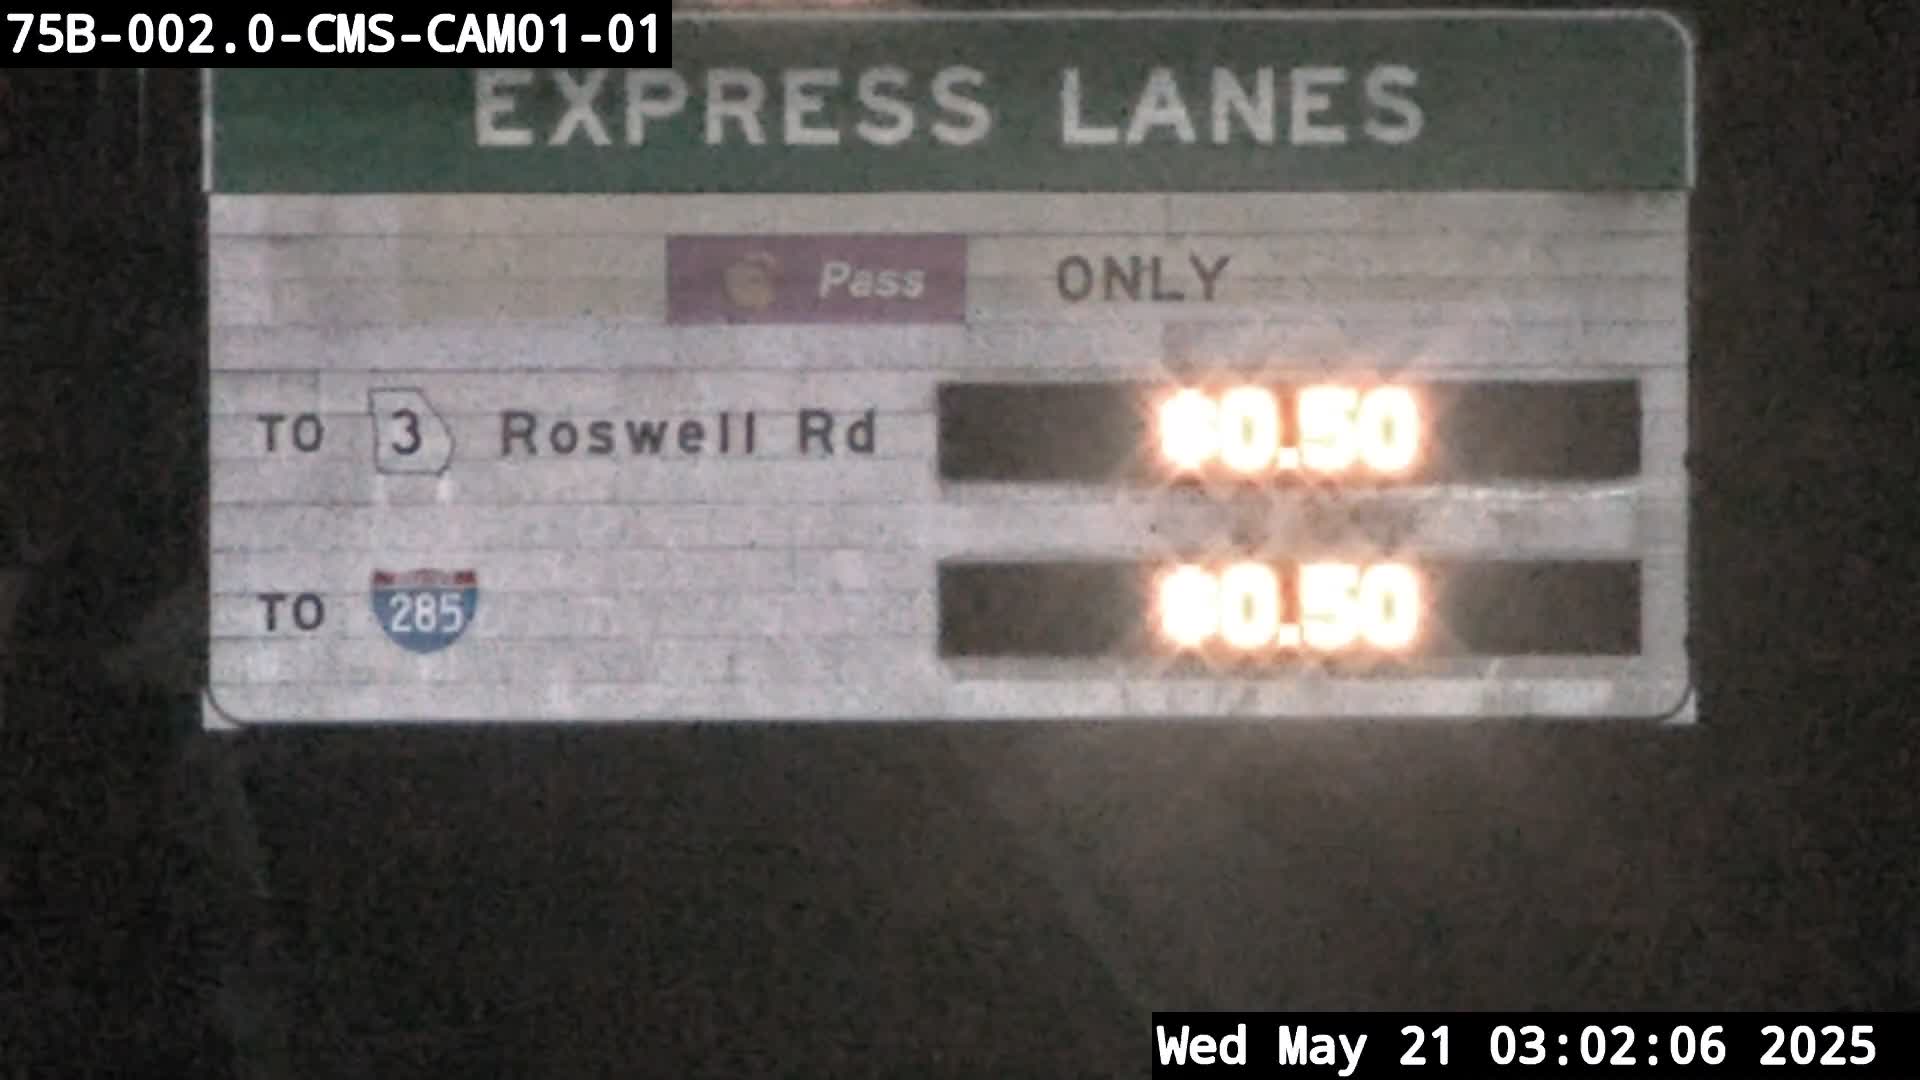 75B-002.0-CMS-CAM01-01
EXPRESS LANES
Pass ONLY
TO 3 Roswell Rd $0.50
TO 285 $0.50
Wed May 21 03:02:06 2025